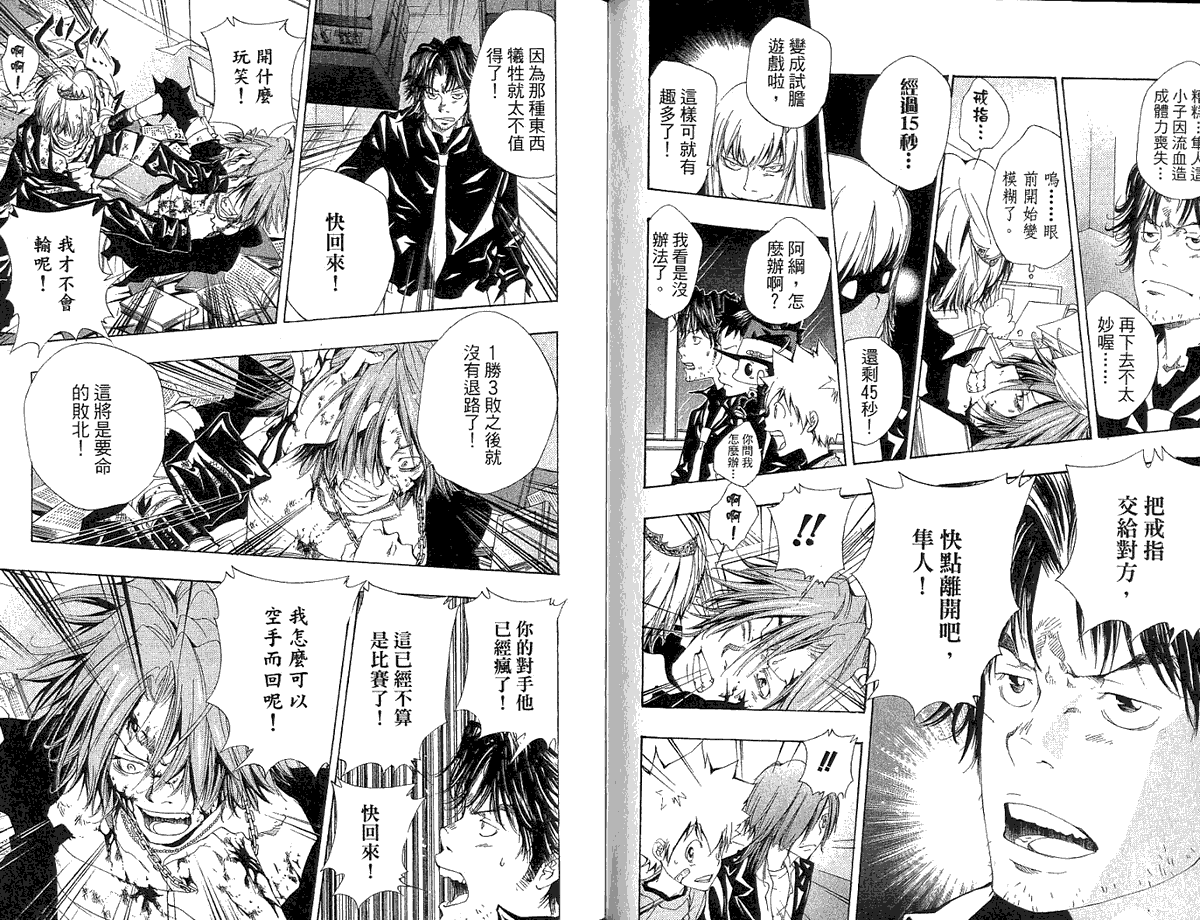 糟糕…隼人這
小子因流血造
成體力喪失…
再下去不太
妙喔……
嗚……眼
前開始變
模糊了。
戒指…
經過15秒…
還剩45秒！
變成試膽
遊戲啦，
這樣可就有
趣多了！
阿綱，怎
麼辦啊？
我看是沒
辦法了。
你問我
怎麼辦…
把戒指
交給對方，
快點離開吧，
隼人！
!!
啊啊！
!!
因為那種東西
犧牲就太不值
得了！
快回來！
開什麼
玩笑！
啊啊！
我才不會
輸呢！
1勝3敗之後就
沒有退路了！
這將是要命
的敗北！
你的對手他
已經瘋了！
這已經不算
是比賽了！
快回來！
我怎麼可以
空手而回呢！